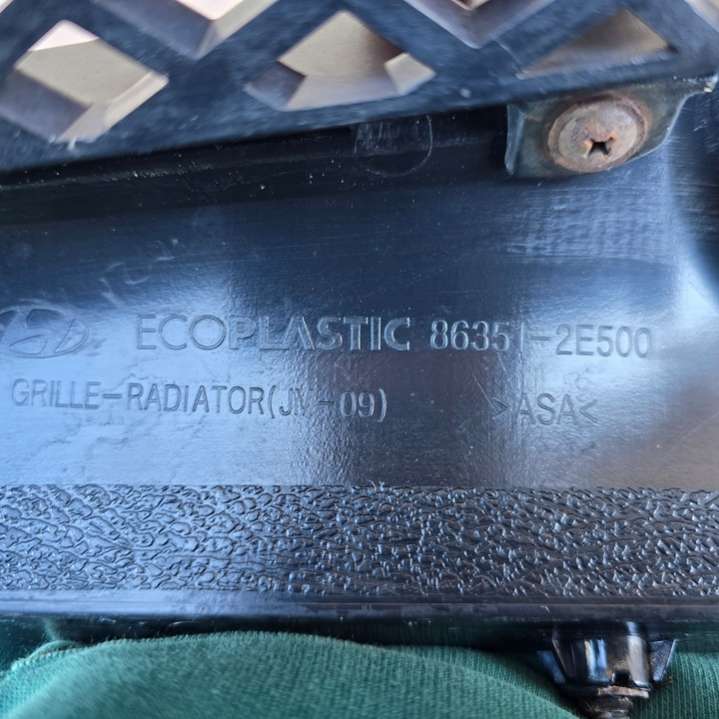 ECOPLASTIC 86351-2E500
GRILLE-RADIATOR(JM-09) >ASA<